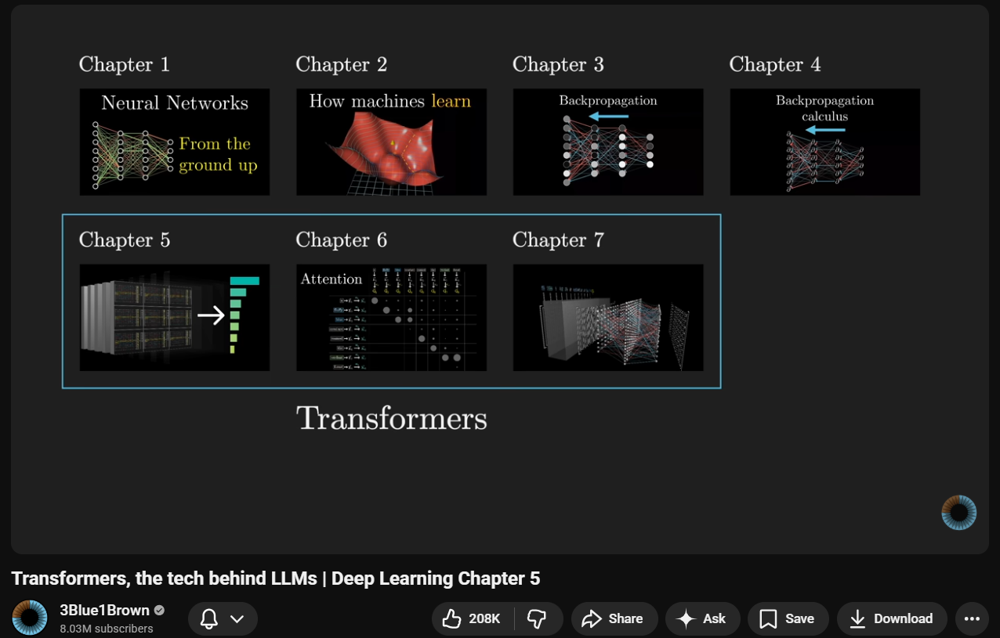 Chapter 1
Chapter 2
Chapter 3
Chapter 4
Neural Networks
From the
ground up
How machines learn
Backpropagation
Backpropagation
calculus
Chapter 5
Chapter 6
Chapter 7
Attention
Transformers
Transformers, the tech behind LLMs | Deep Learning Chapter 5
3Blue1Brown
8.03M subscribers
208K
Share
Ask
Save
Download